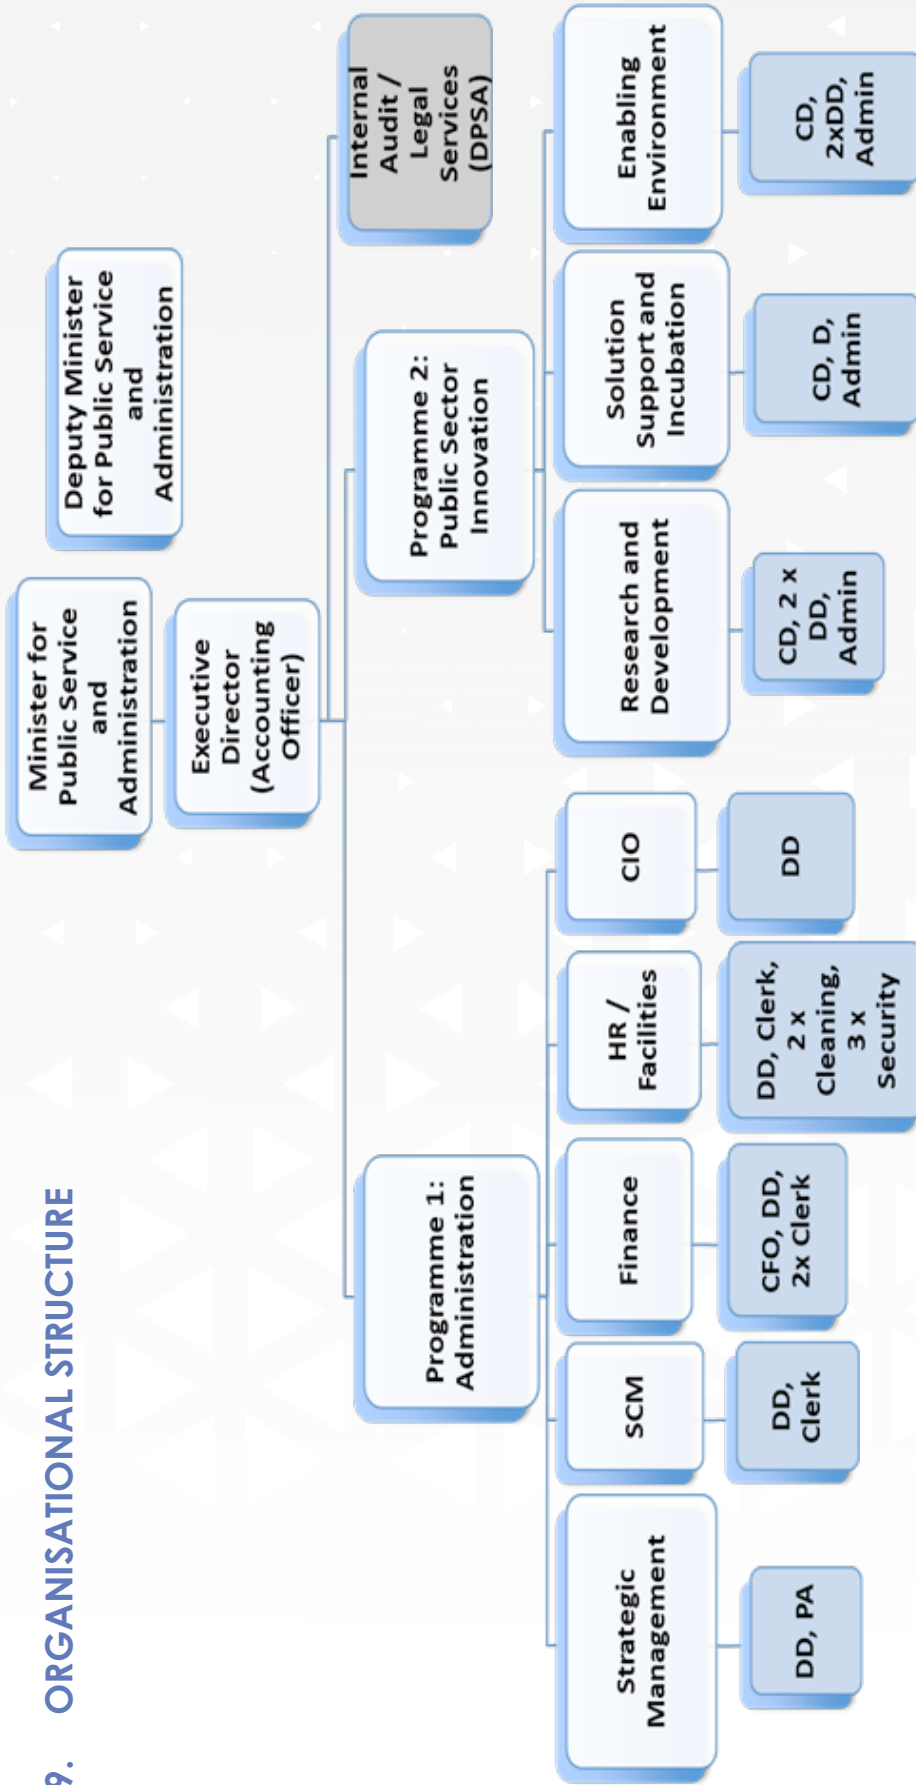 9. ORGANISATIONAL STRUCTURE
Minister for
Public Service
and
Administration
Deputy Minister
for Public Service
and
Administration
Executive
Director
(Accounting
Officer)
Internal
Audit /
Legal
Services
(DPSA)
Programme 1:
Administration
Programme 2:
Public Sector
Innovation
Strategic
Management
SCM
Finance
HR /
Facilities
CIO
Research and
Development
Solution
Support and
Incubation
Enabling
Environment
DD, PA
DD,
Clerk
CFO, DD,
2x Clerk
DD, Clerk,
2 x
Cleaning,
3 x
Security
DD
CD, 2 x
DD,
Admin
CD, D,
Admin
CD,
2xDD,
Admin